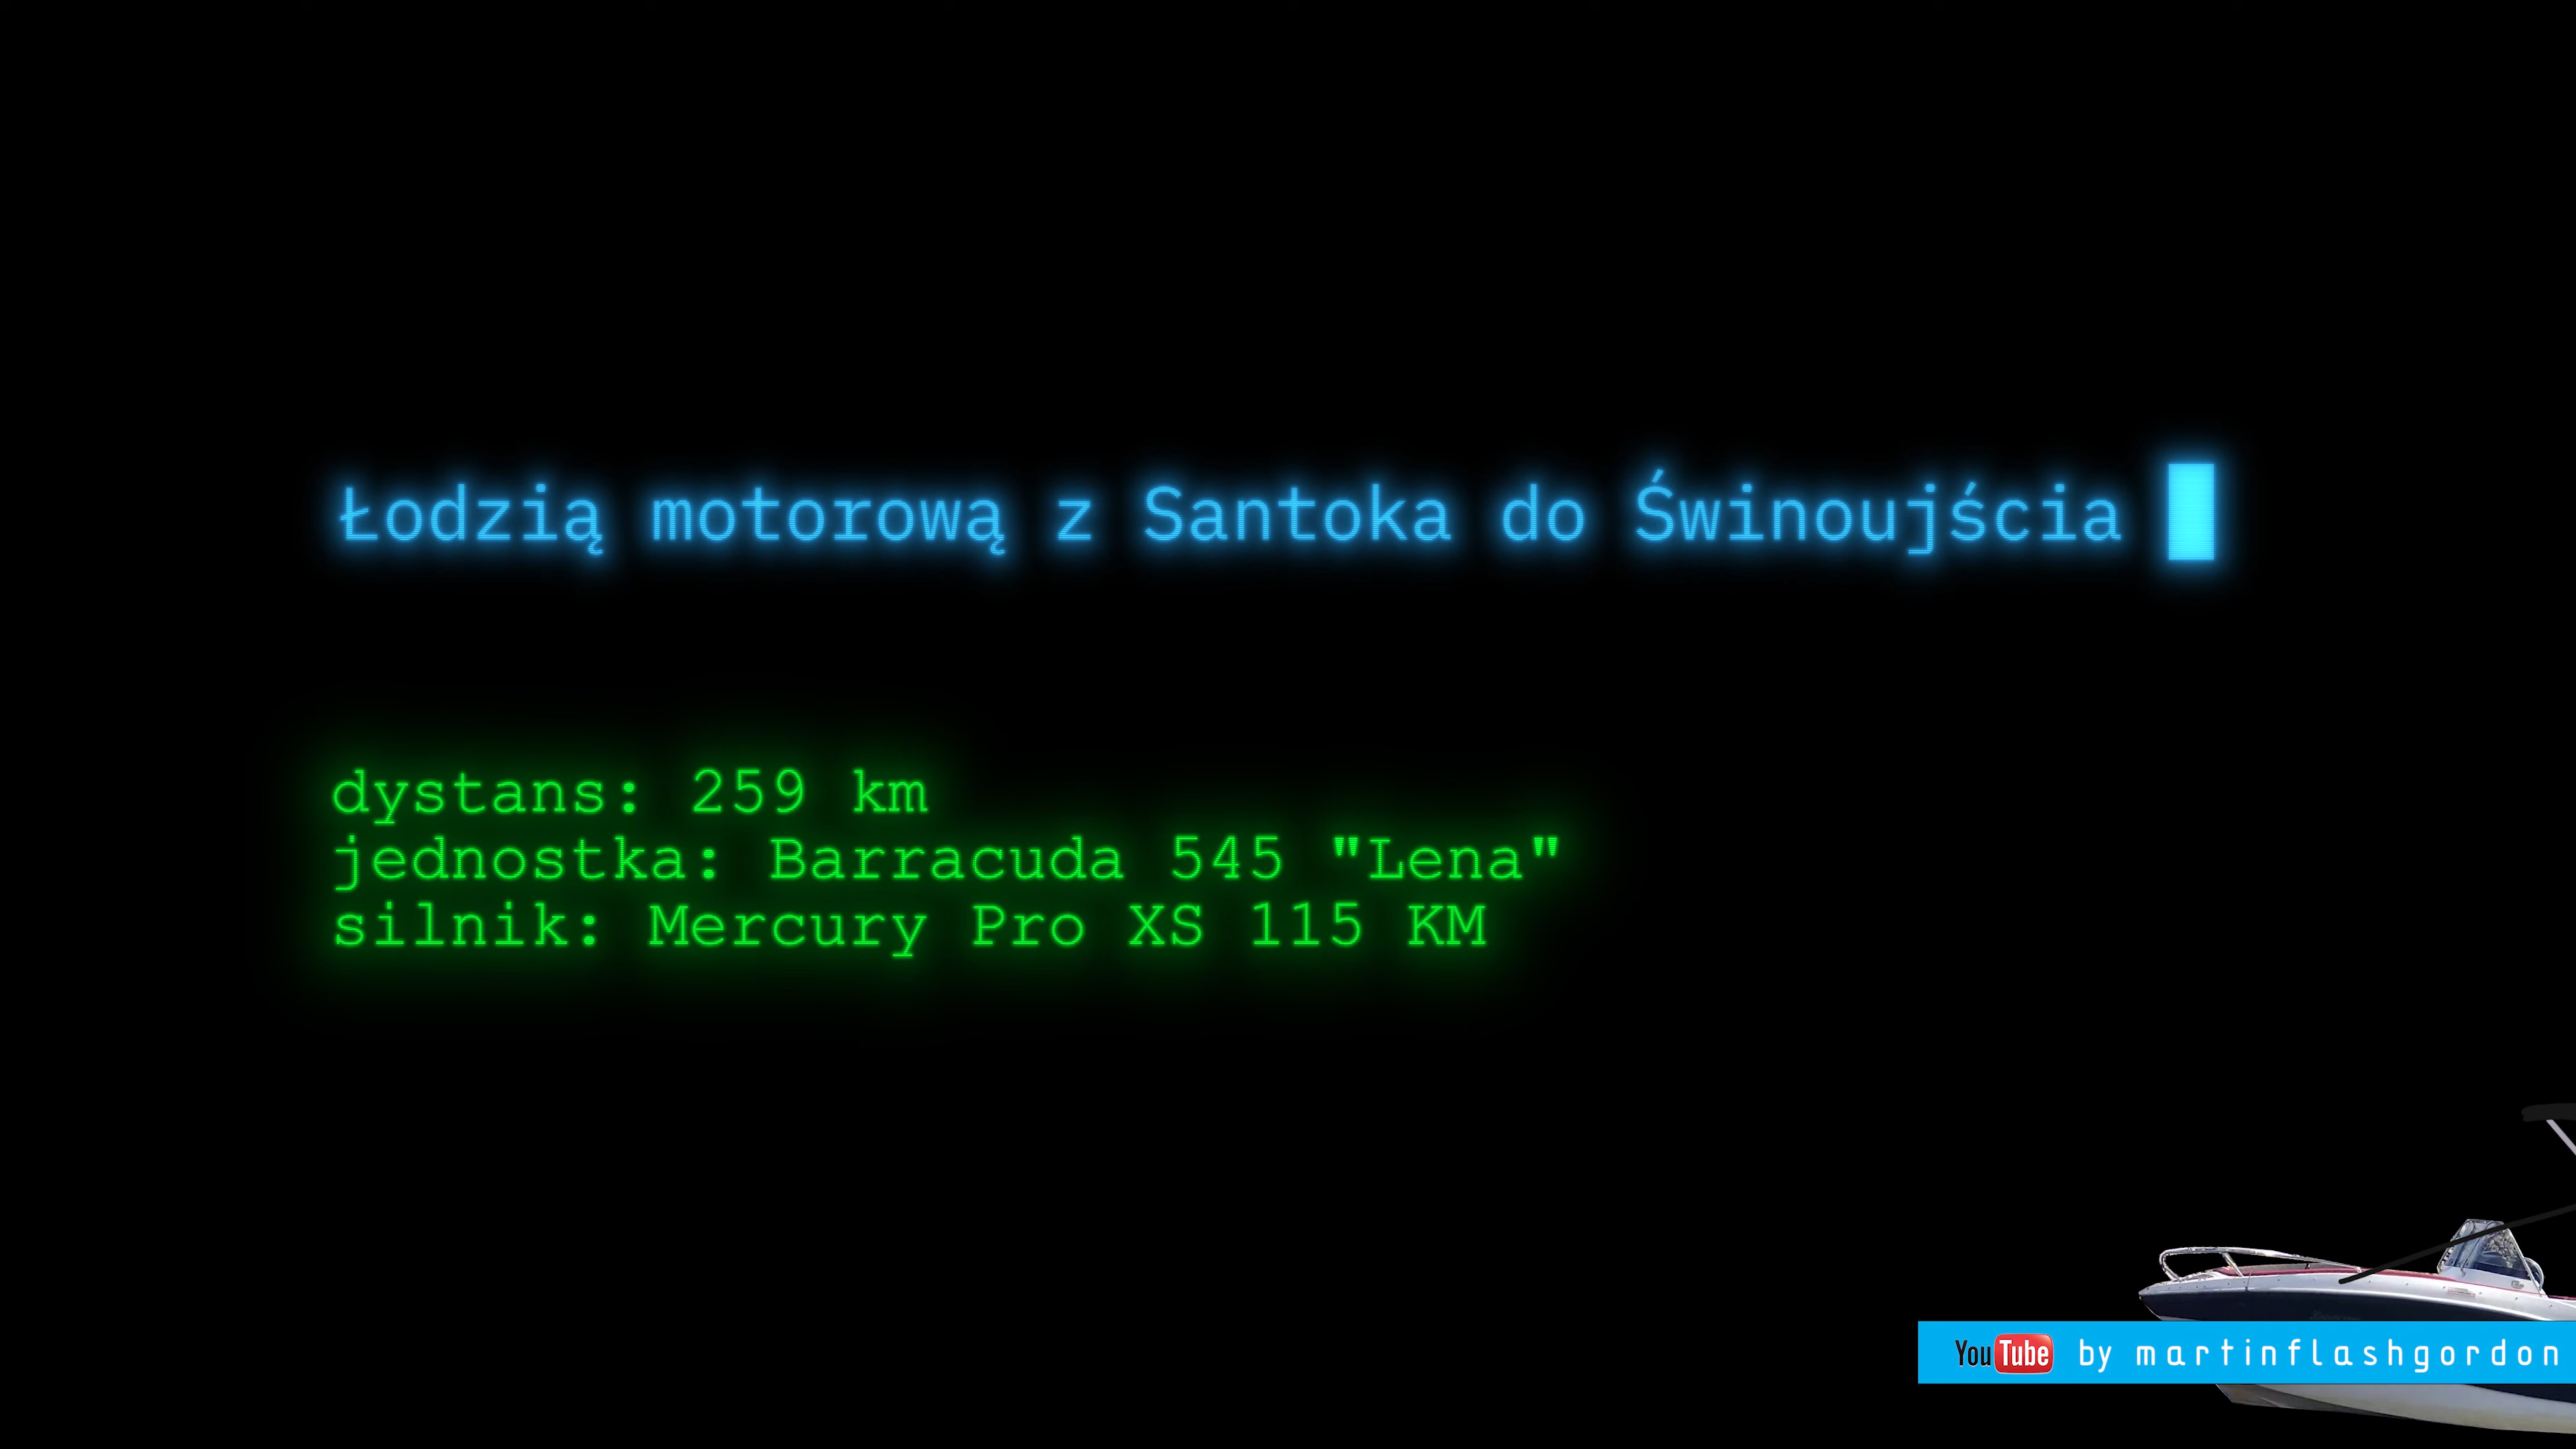 Łodzią motorową z Santoka do Świnoujścia
dystans: 259 km
jednostka: Barracuda 545 "Lena"
silnik: Mercury Pro XS 115 KM
YouTube by martinflashgordon